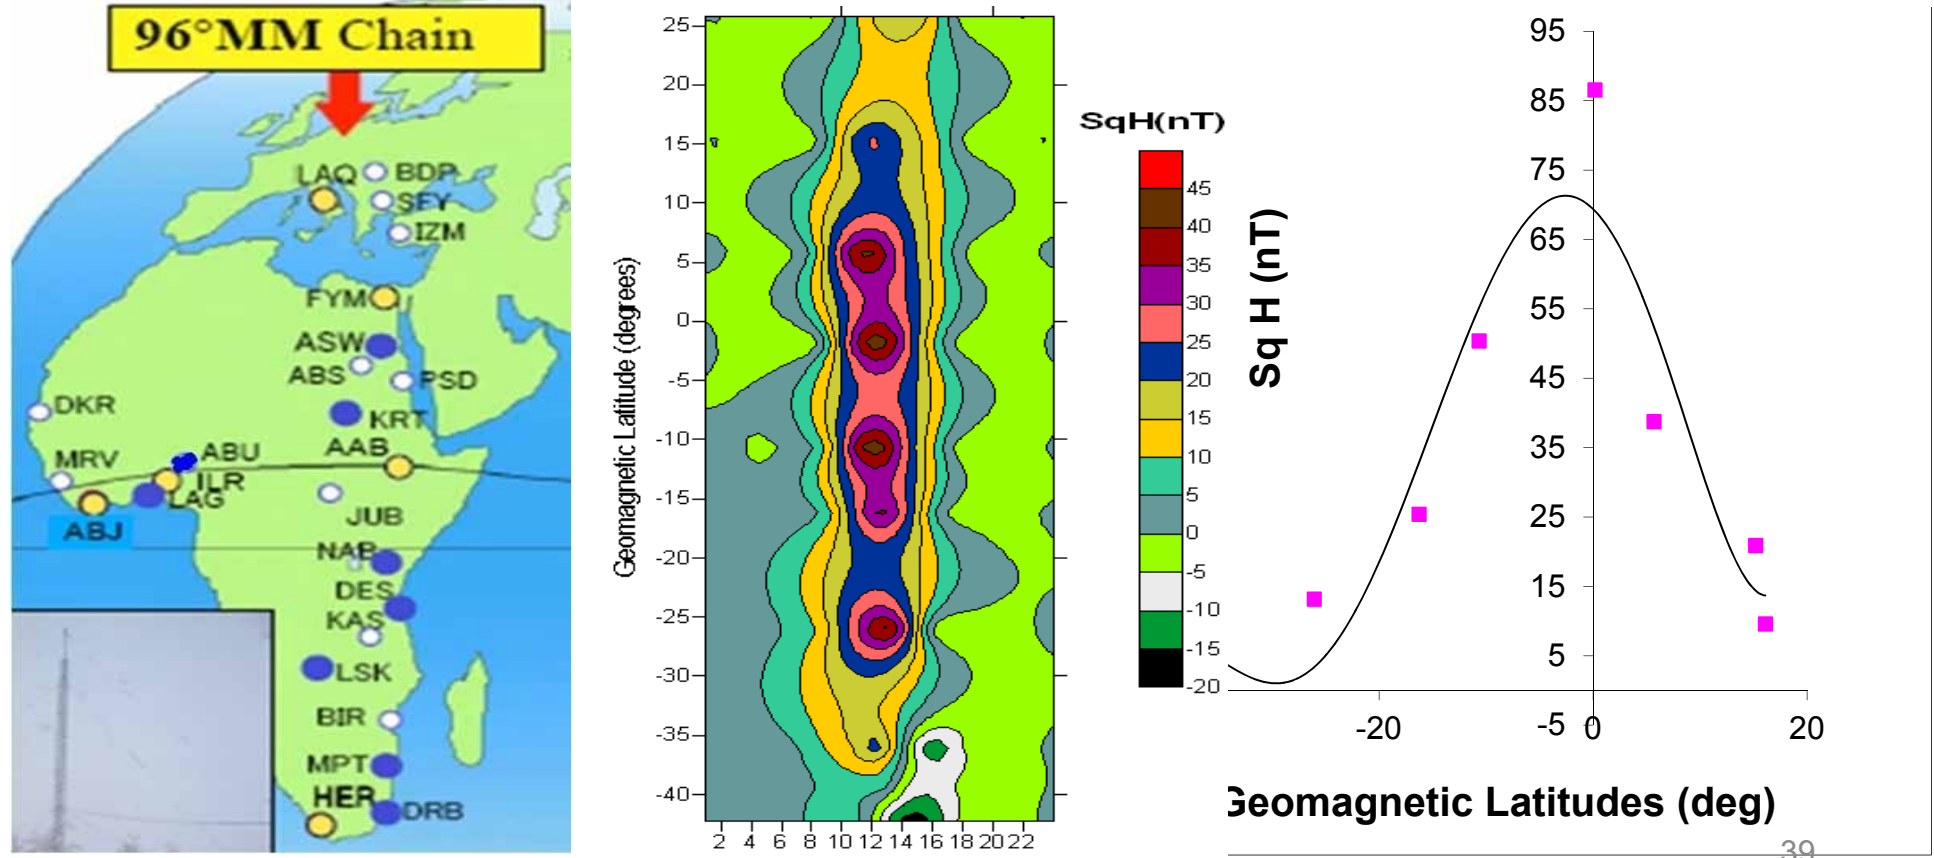 96°MM Chain
LAQ
BDP
SFY
IZM
FYM
ASW
ABS
PSD
DKR
KRT
AAB
MRV
ABU
ILR
LAG
ABJ
JUB
NAB
DES
KAS
LSK
BIR
MPT
HER
DRB
Geomagnetic Latitude (degrees)
25
20
15
10
5
0
-5
-10
-15
-20
-25
-30
-35
-40
2 4 6 8 10 12 14 16 18 20 22
SqH(nT)
45
40
35
30
25
20
15
10
5
0
-5
-10
-15
-20
Sq H (nT)
95
85
75
65
55
45
35
25
15
5
-5
-20 0 20
Geomagnetic Latitudes (deg)
39